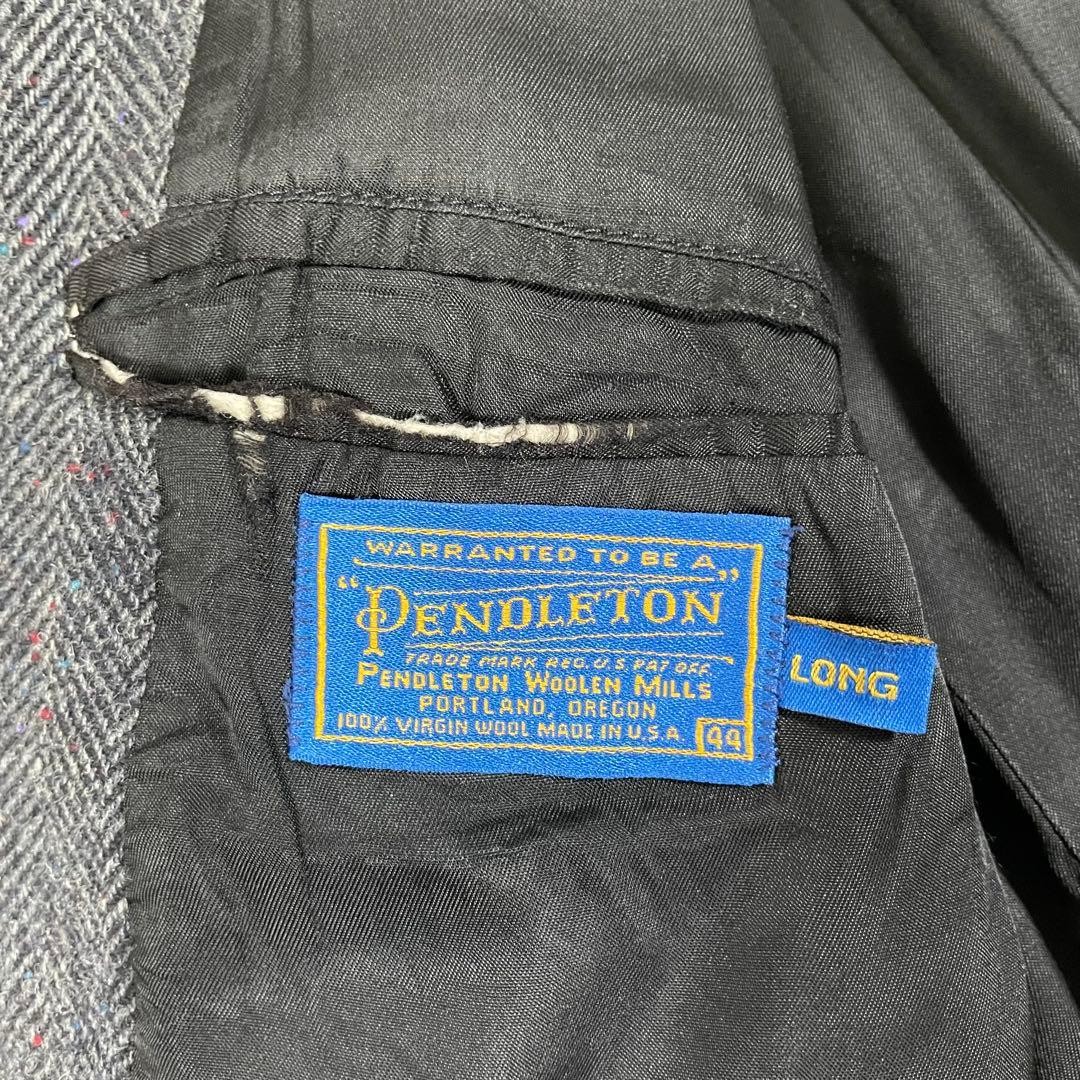 WARRANTED TO BE A
"PENDLETON"
TRADE MARK REG. U.S. PAT. OFF.
PENDLETON WOOLEN MILLS
PORTLAND, OREGON
100% VIRGIN WOOL MADE IN U.S.A.
44
LONG